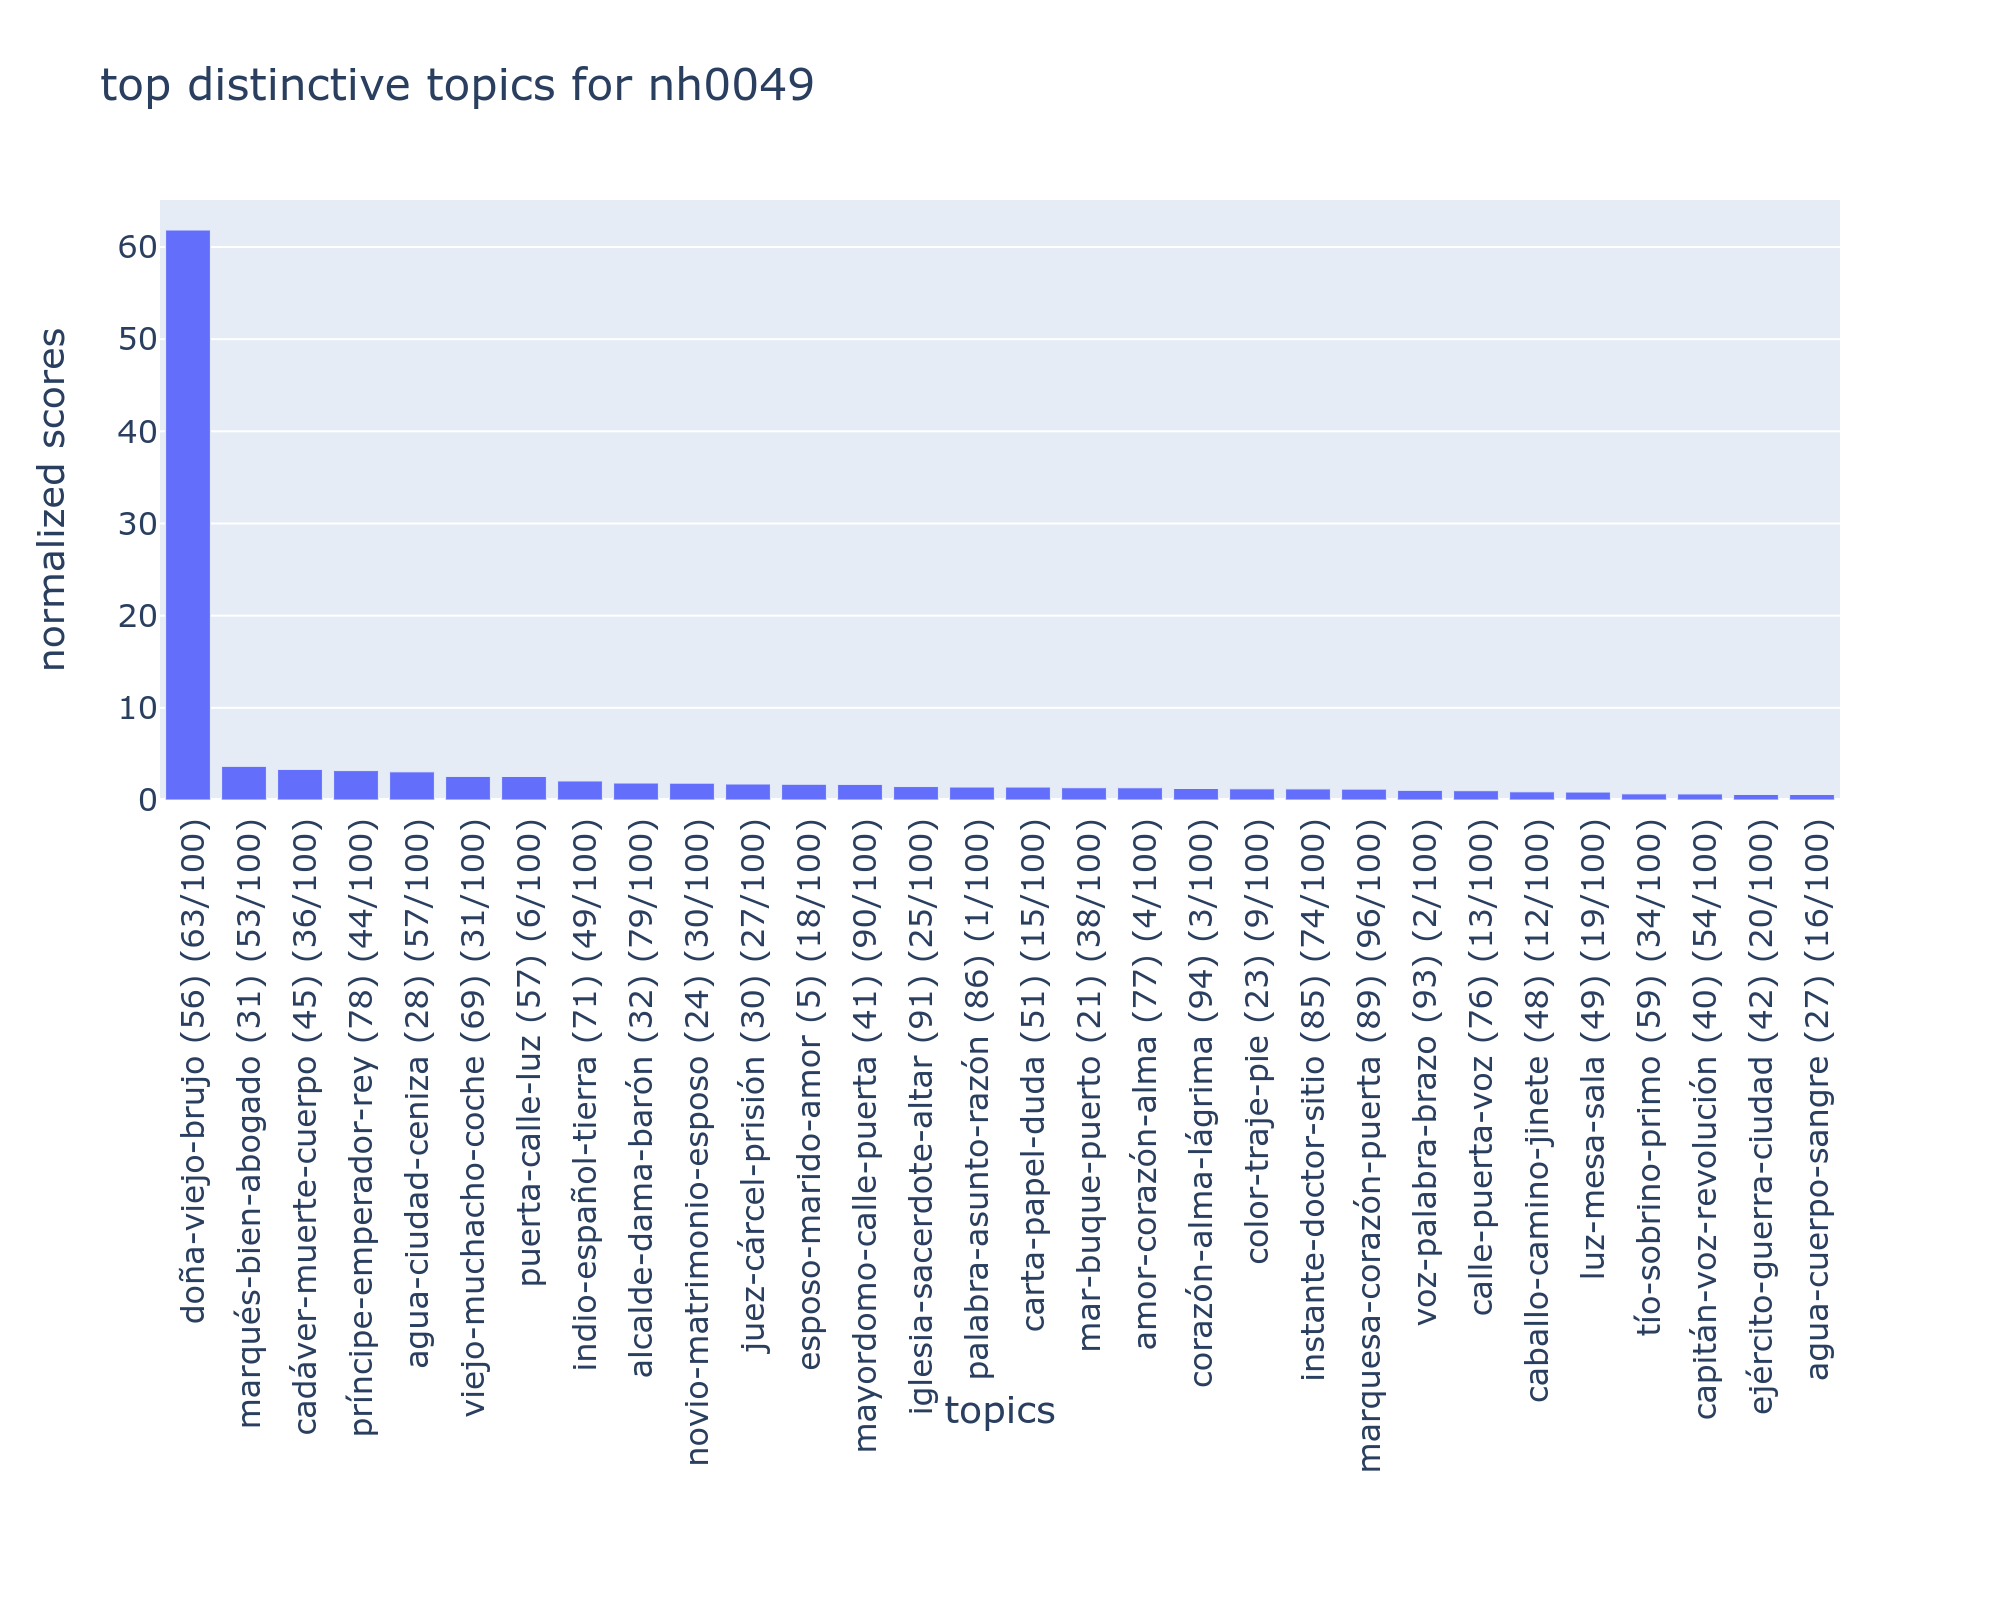 top distinctive topics for nh0049
normalized scores
60
50
40
30
20
10
0
doña-viejo-brujo (56) (63/100)
marqués-bien-abogado (31) (53/100)
cadáver-muerte-cuerpo (45) (36/100)
príncipe-emperador-rey (78) (44/100)
agua-ciudad-ceniza (28) (57/100)
viejo-muchacho-coche (69) (31/100)
puerta-calle-luz (57) (6/100)
indio-español-tierra (71) (49/100)
alcalde-dama-barón (32) (79/100)
novio-matrimonio-esposo (24) (30/100)
juez-cárcel-prisión (30) (27/100)
esposo-marido-amor (5) (18/100)
mayordomo-calle-puerta (41) (90/100)
iglesia-sacerdote-altar (91) (25/100)
palabra-asunto-razón (86) (1/100)
carta-papel-duda (51) (15/100)
mar-buque-puerto (21) (38/100)
amor-corazón-alma (77) (4/100)
corazón-alma-lágrima (94) (3/100)
color-traje-pie (23) (9/100)
instante-doctor-sitio (85) (74/100)
marquesa-corazón-puerta (89) (96/100)
voz-palabra-brazo (93) (2/100)
calle-puerta-voz (76) (13/100)
caballo-camino-jinete (48) (12/100)
luz-mesa-sala (49) (19/100)
tío-sobrino-primo (59) (34/100)
capitán-voz-revolución (40) (54/100)
ejército-guerra-ciudad (42) (20/100)
agua-cuerpo-sangre (27) (16/100)
topics